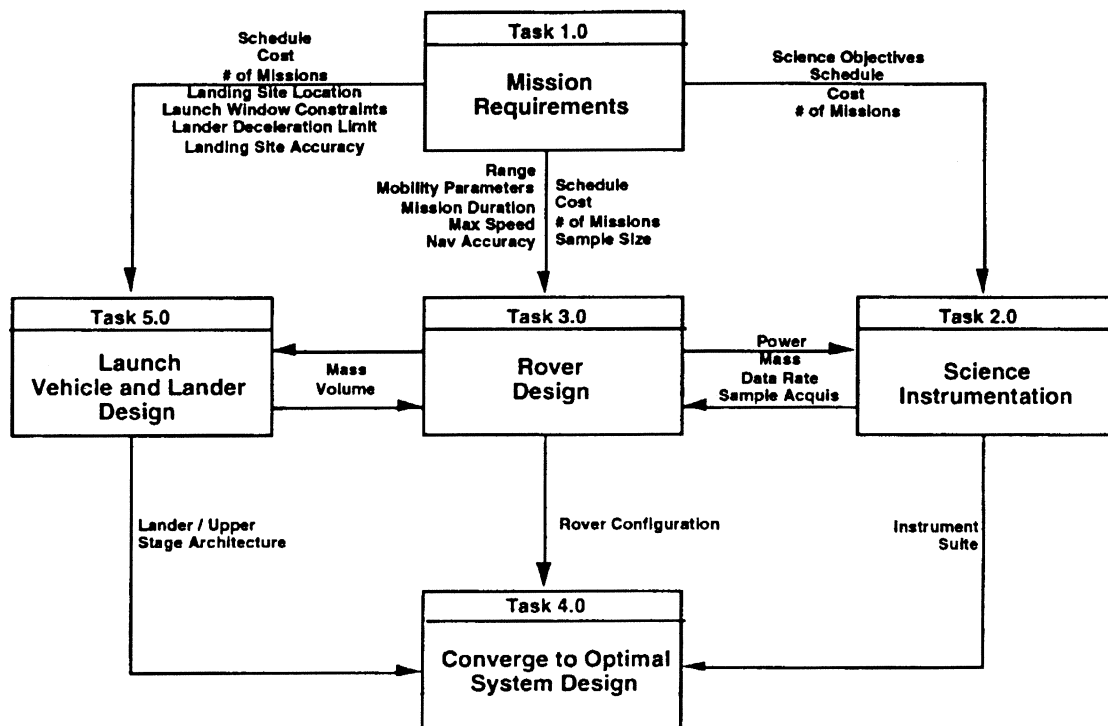 Task 1.0
Mission
Requirements
Schedule
Cost
# of Missions
Landing Site Location
Launch Window Constraints
Lander Deceleration Limit
Landing Site Accuracy
Science Objectives
Schedule
Cost
# of Missions
Range
Mobility Parameters
Mission Duration
Max Speed
Nav Accuracy
Schedule
Cost
# of Missions
Sample Size
Task 5.0
Launch
Vehicle and Lander
Design
Mass
Volume
Task 3.0
Rover
Design
Power
Mass
Data Rate
Sample Acquis
Task 2.0
Science
Instrumentation
Lander / Upper
Stage Architecture
Rover Configuration
Instrument
Suite
Task 4.0
Converge to Optimal
System Design